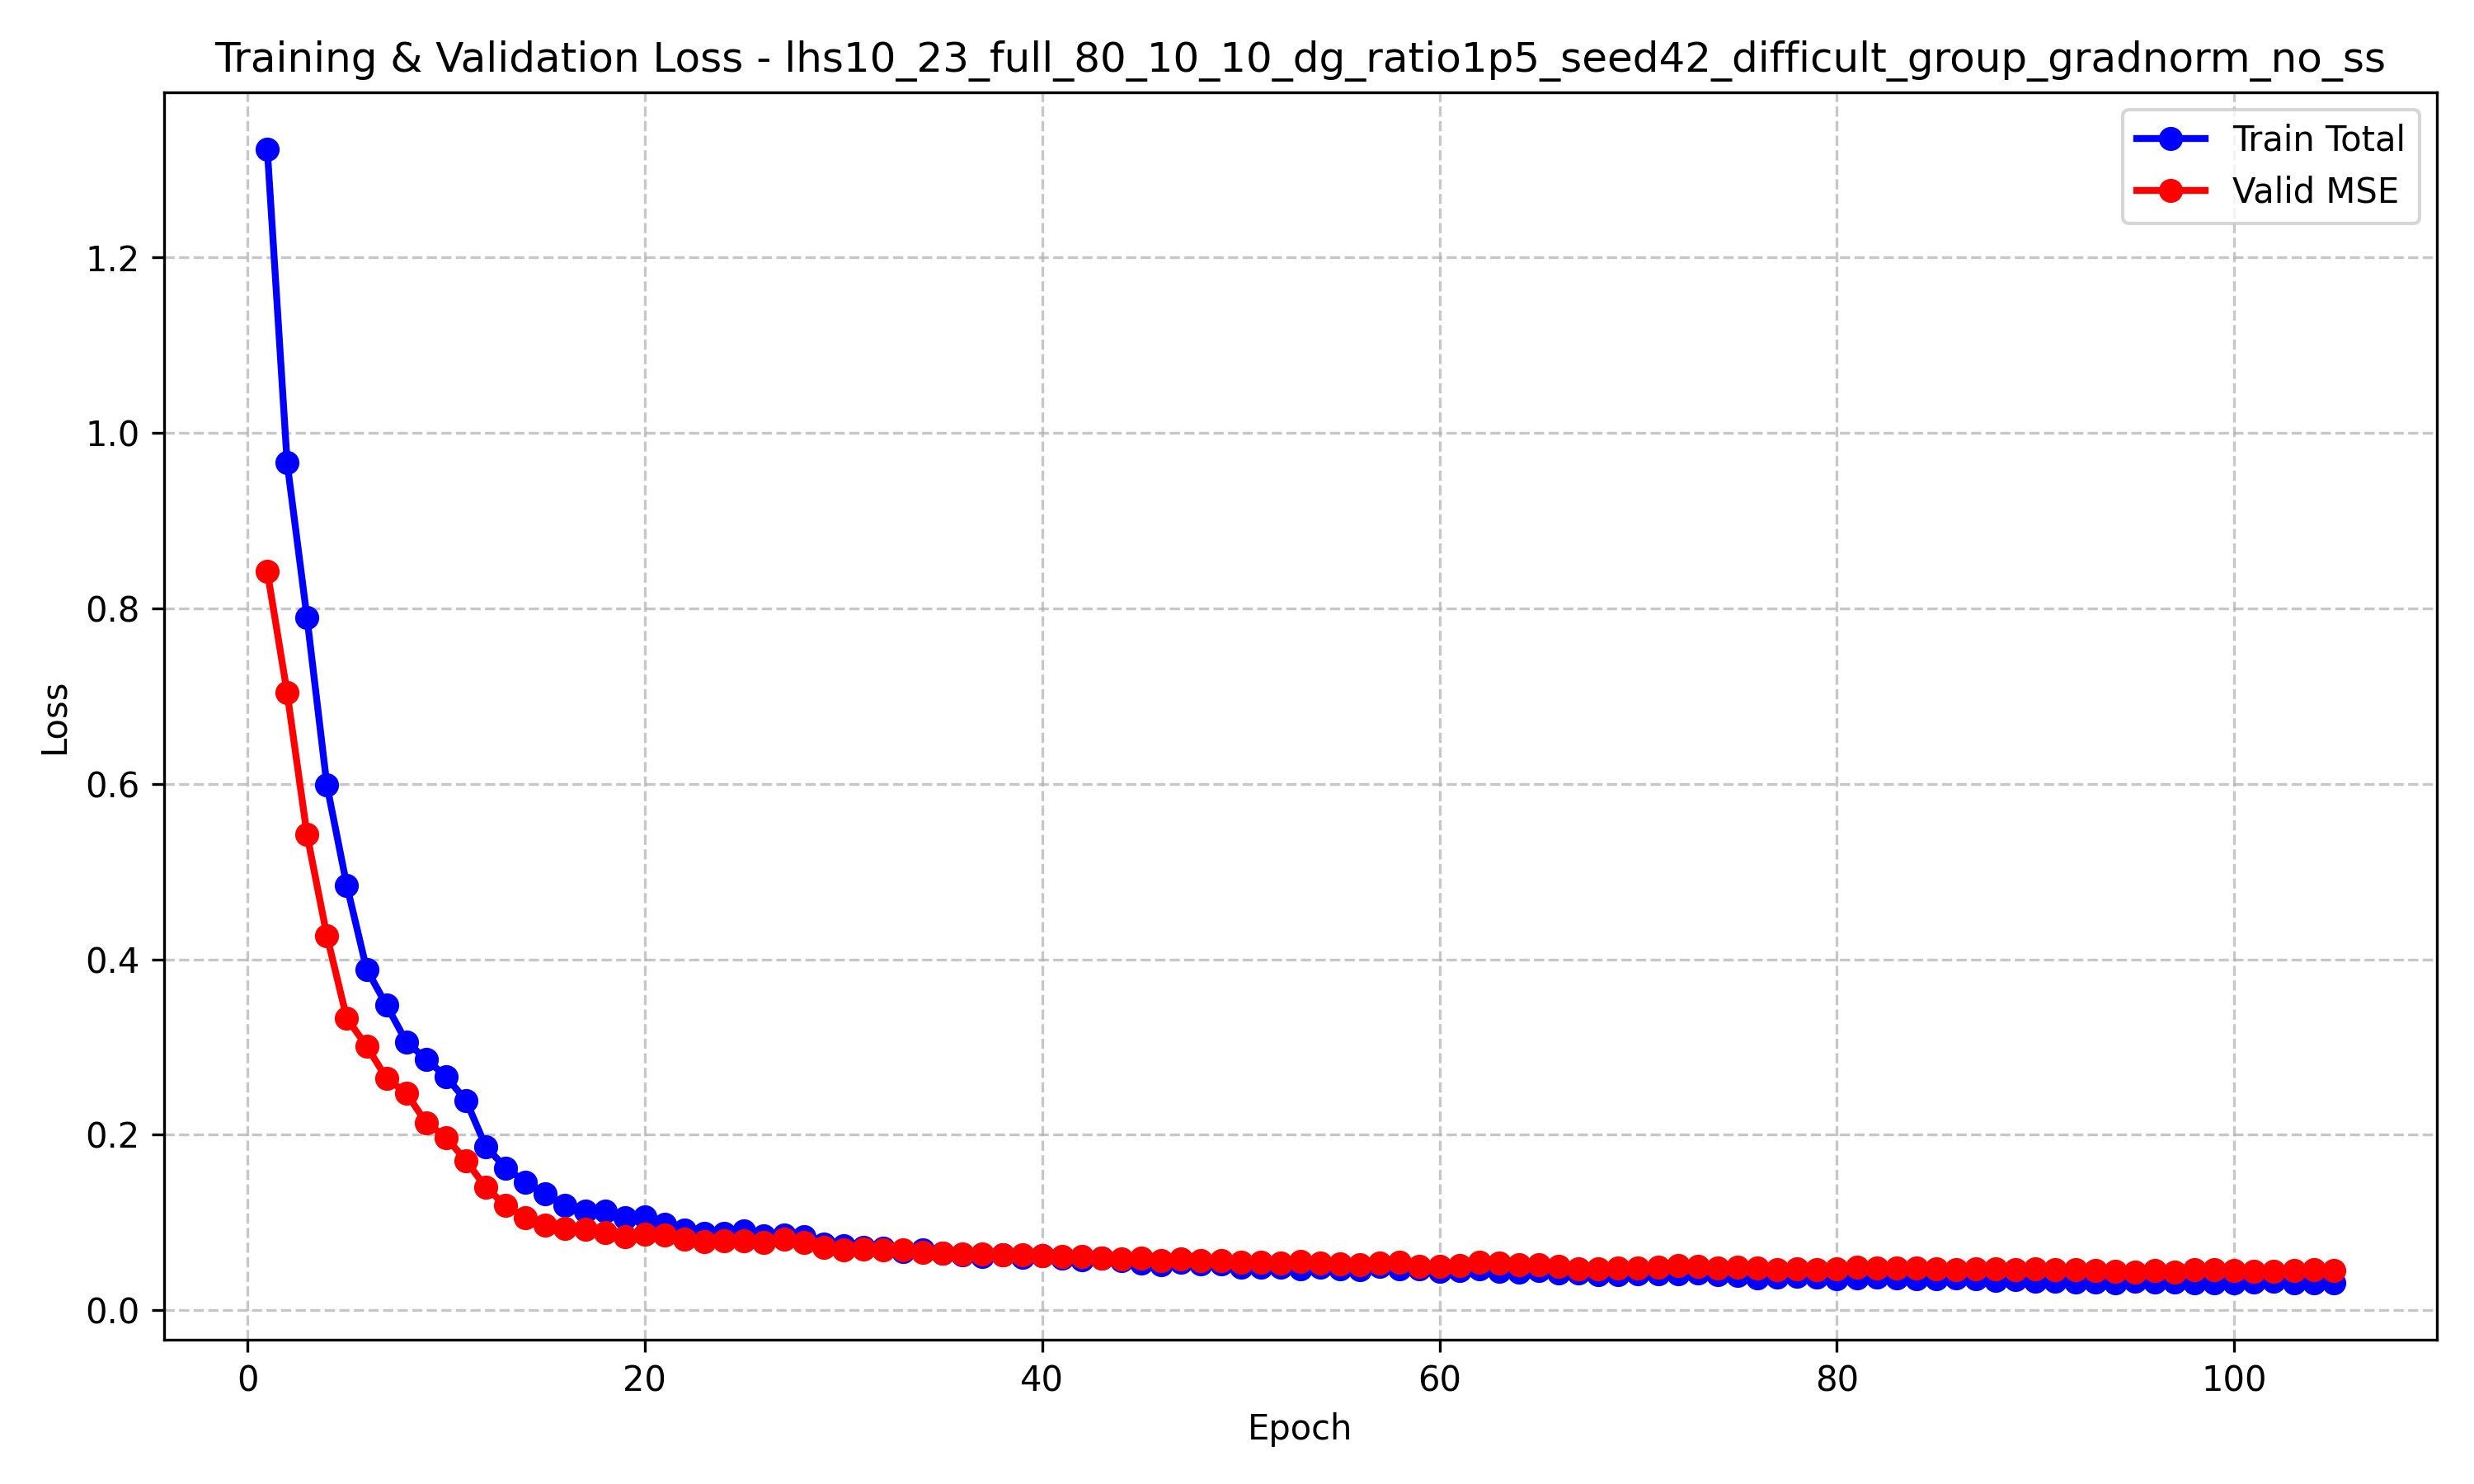 Training & Validation Loss - lhs10_23_full_80_10_10_dg_ratio1p5_seed42_difficult_group_gradnorm_no_ss
Train Total
Valid MSE
1.2
1.0
0.8
0.6
0.4
0.2
0.0
Loss
0 20 40 60 80 100
Epoch